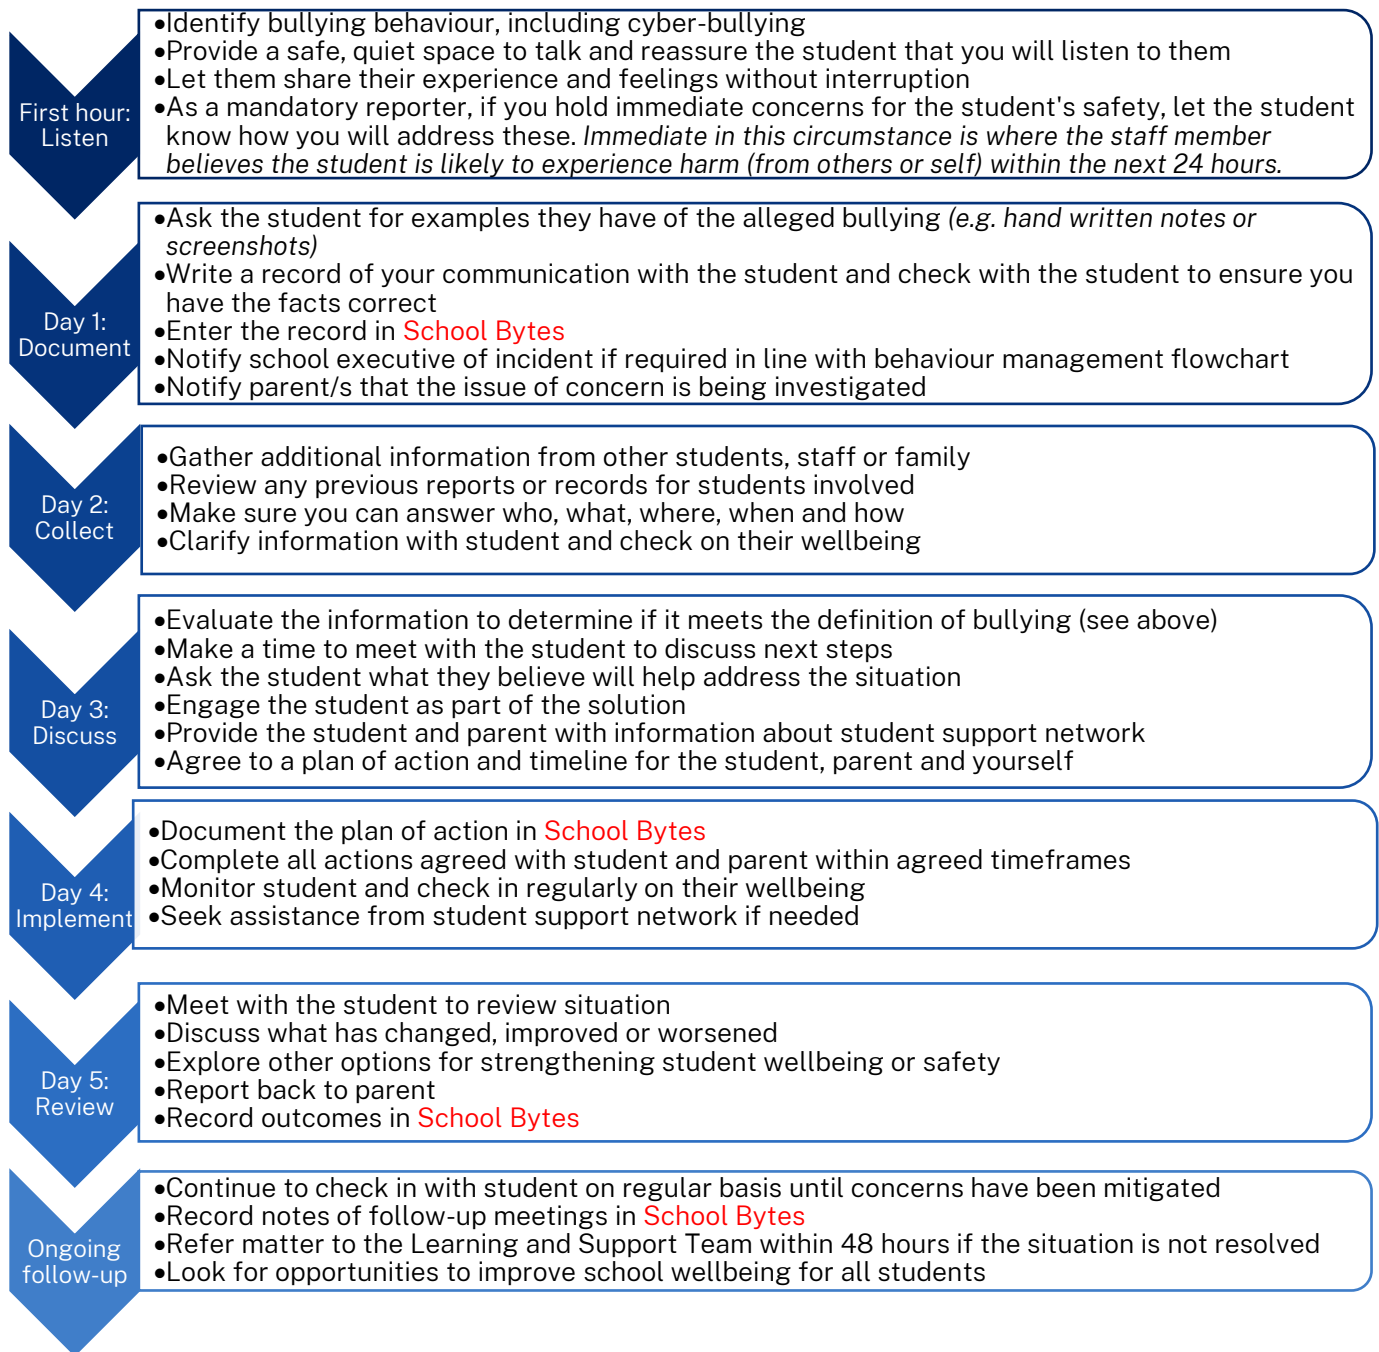 First hour:
Listen
•Identify bullying behaviour, including cyber-bullying
•Provide a safe, quiet space to talk and reassure the student that you will listen to them
•Let them share their experience and feelings without interruption
•As a mandatory reporter, if you hold immediate concerns for the student's safety, let the student
know how you will address these. Immediate in this circumstance is where the staff member
believes the student is likely to experience harm (from others or self) within the next 24 hours.
Day 1:
Document
•Ask the student for examples they have of the alleged bullying (e.g. hand written notes or
screenshots)
•Write a record of your communication with the student and check with the student to ensure you
have the facts correct
•Enter the record in School Bytes
•Notify school executive of incident if required in line with behaviour management flowchart
•Notify parent/s that the issue of concern is being investigated
Day 2:
Collect
•Gather additional information from other students, staff or family
•Review any previous reports or records for students involved
•Make sure you can answer who, what, where, when and how
•Clarify information with student and check on their wellbeing
Day 3:
Discuss
•Evaluate the information to determine if it meets the definition of bullying (see above)
•Make a time to meet with the student to discuss next steps
•Ask the student what they believe will help address the situation
•Engage the student as part of the solution
•Provide the student and parent with information about student support network
•Agree to a plan of action and timeline for the student, parent and yourself
Day 4:
Implement
•Document the plan of action in School Bytes
•Complete all actions agreed with student and parent within agreed timeframes
•Monitor student and check in regularly on their wellbeing
•Seek assistance from student support network if needed
Day 5:
Review
•Meet with the student to review situation
•Discuss what has changed, improved or worsened
•Explore other options for strengthening student wellbeing or safety
•Report back to parent
•Record outcomes in School Bytes
Ongoing
follow-up
•Continue to check in with student on regular basis until concerns have been mitigated
•Record notes of follow-up meetings in School Bytes
•Refer matter to the Learning and Support Team within 48 hours if the situation is not resolved
•Look for opportunities to improve school wellbeing for all students